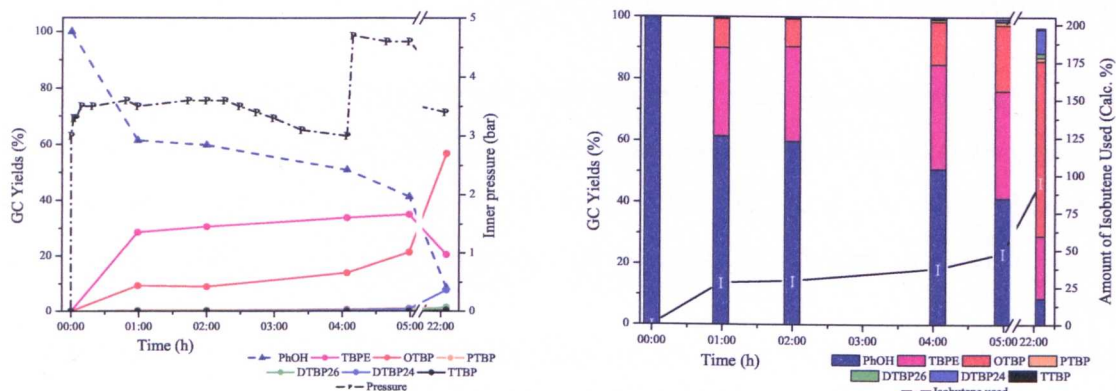 100
80
60
40
20
0
GC Yields (%)
5
4
3
2
1
0
Inner pressure (bar)
P
00:00 01:00 02:00 03:00 04:00 05:00 22:00
Time (h)
PhOH TBPE OTBP PTBP
DTBP26 DTBP24 TTBP
Pressure
100
80
60
40
20
0
GC Yields (%)
200
175
150
125
100
75
50
25
0
Amount of Isobutene Used (Calc. %)
I
00:00 01:00 02:00 03:00 04:00 05:00 22:00
Time (h)
PhOH TBPE OTBP PTBP
DTBP26 DTBP24 TTBP